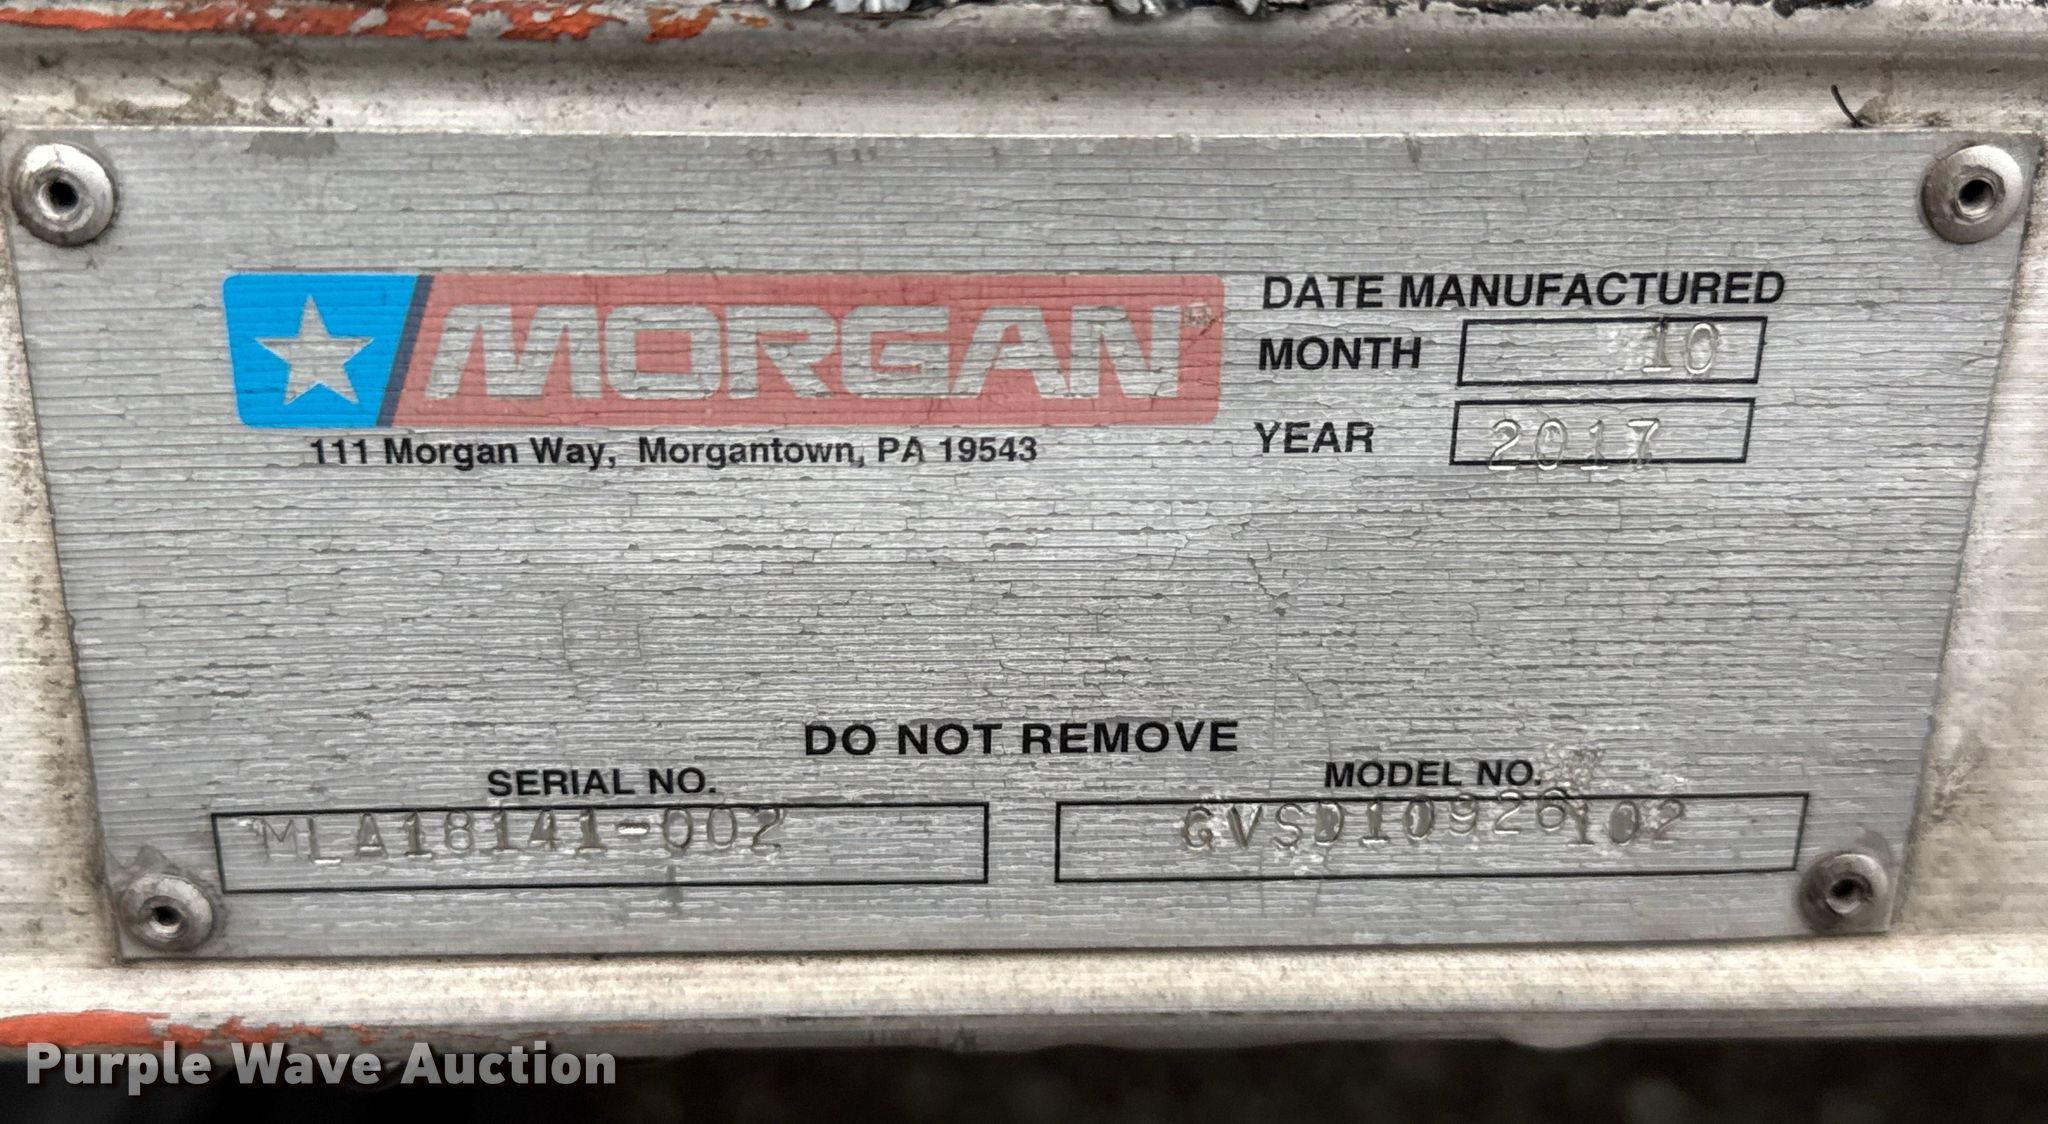 MORGAN
111 Morgan Way, Morgantown, PA 19543
DATE MANUFACTURED
MONTH 10
YEAR 2017
DO NOT REMOVE
SERIAL NO.
MLA18141-002
MODEL NO.
GVSD10926102
Purple Wave Auction